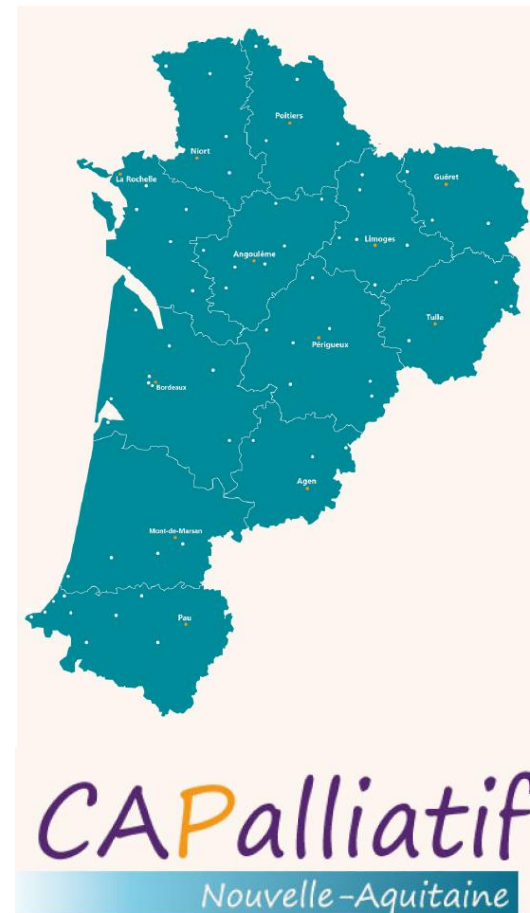 Poitiers
Niort
La Rochelle
Guéret
Limoges
Angoulême
Tulle
Périgueux
Bordeaux
Agen
Mont-de-Marsan
Pau
CAPalliatif
Nouvelle-Aquitaine